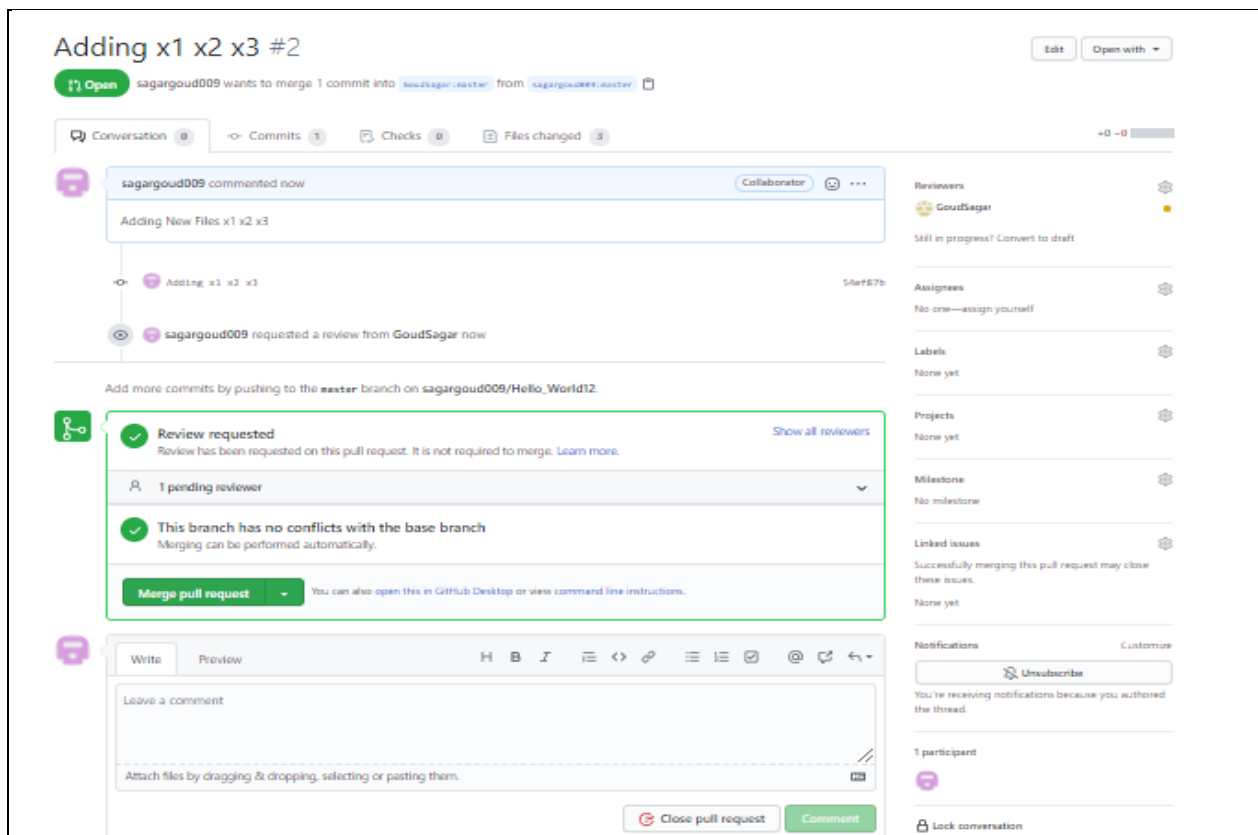 Adding x1 x2 x3 #2
Edit
Open with
Open
sagargoud009 wants to merge 1 commit into GoudSagar:master from sagargoud009:master
Conversation 0
Commits 1
Checks 0
Files changed 3
+0 −0
sagargoud009 commented now
Collaborator
Adding New Files x1 x2 x3
Adding x1 x2 x3
54ef87b
sagargoud009 requested a review from GoudSagar now
Add more commits by pushing to the master branch on sagargoud009/Hello_World12.
Review requested
Show all reviewers
Review has been requested on this pull request. It is not required to merge. Learn more.
1 pending reviewer
This branch has no conflicts with the base branch
Merging can be performed automatically.
Merge pull request
You can also open this in GitHub Desktop or view command line instructions.
Write
Preview
H B I
Leave a comment
Attach files by dragging & dropping, selecting or pasting them.
Close pull request
Comment
Reviewers
GoudSagar
Still in progress? Convert to draft
Assignees
No one—assign yourself
Labels
None yet
Projects
None yet
Milestone
No milestone
Linked issues
Successfully merging this pull request may close
these issues.
None yet
Notifications
Customize
Unsubscribe
You're receiving notifications because you authored
the thread.
1 participant
Lock conversation